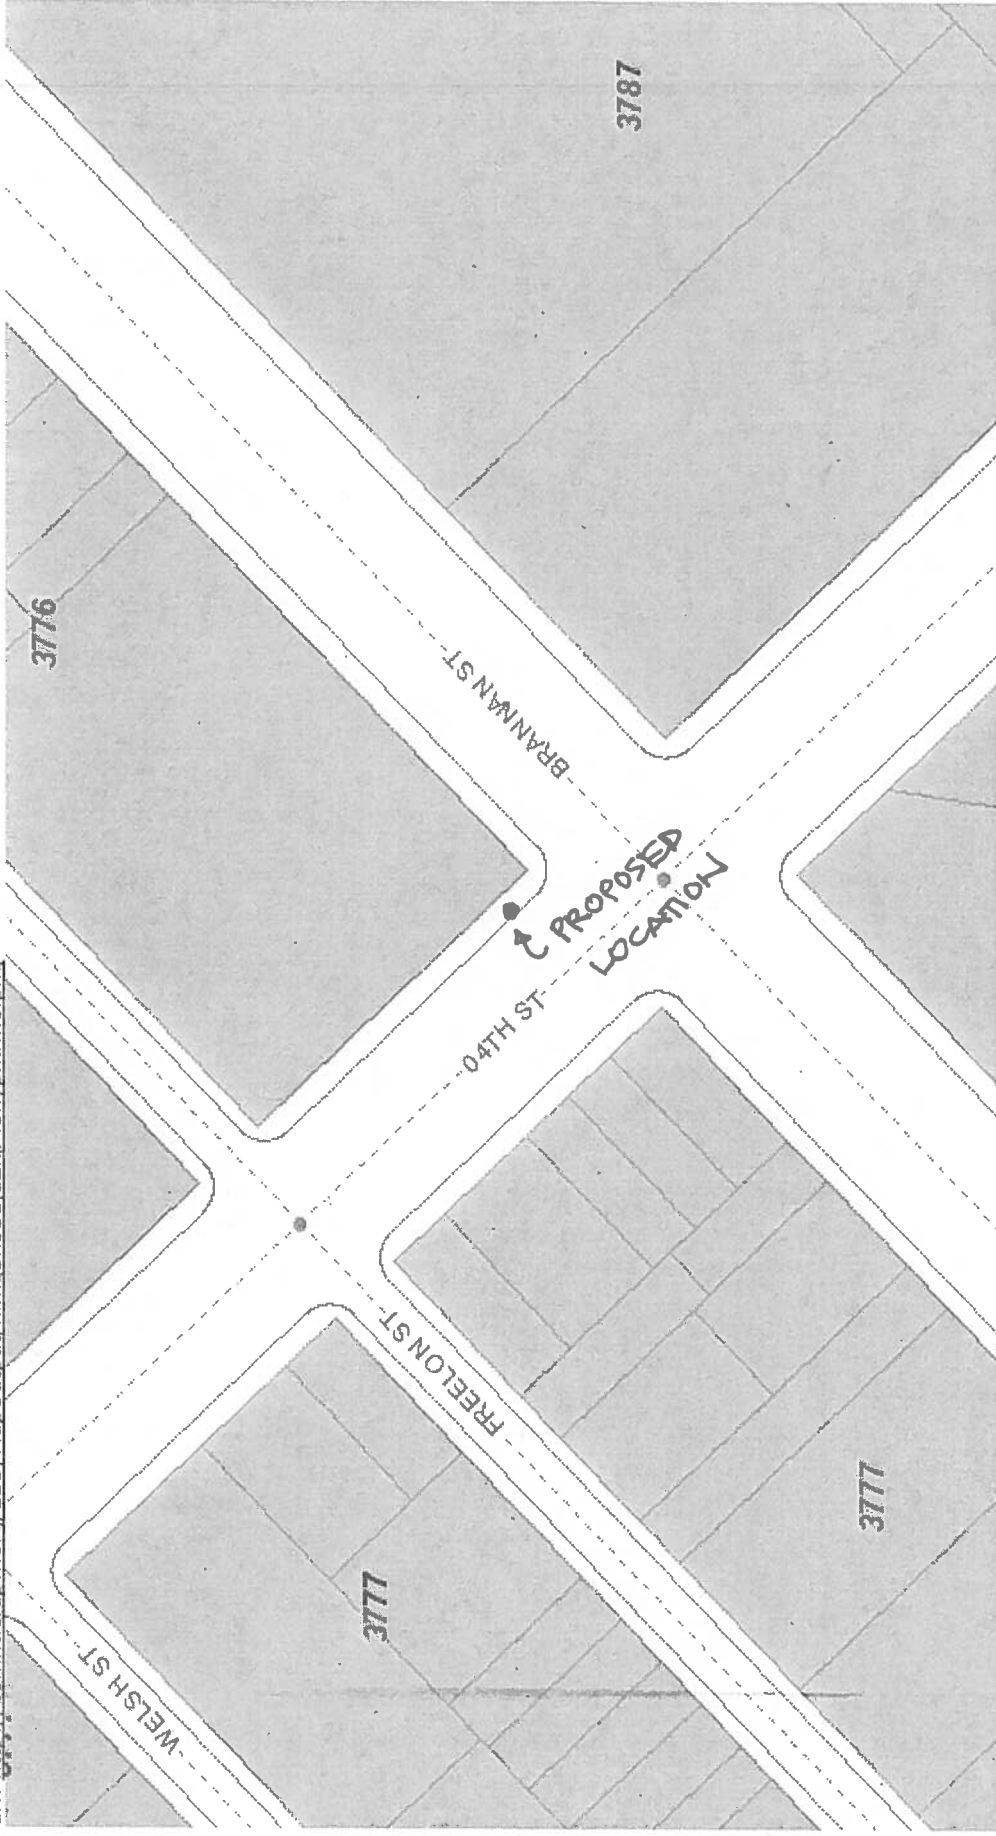 3787
3776
BRANNAN ST
PROPOSED
LOCATION
04TH ST
FREELON ST
3777
3777
WELSH ST